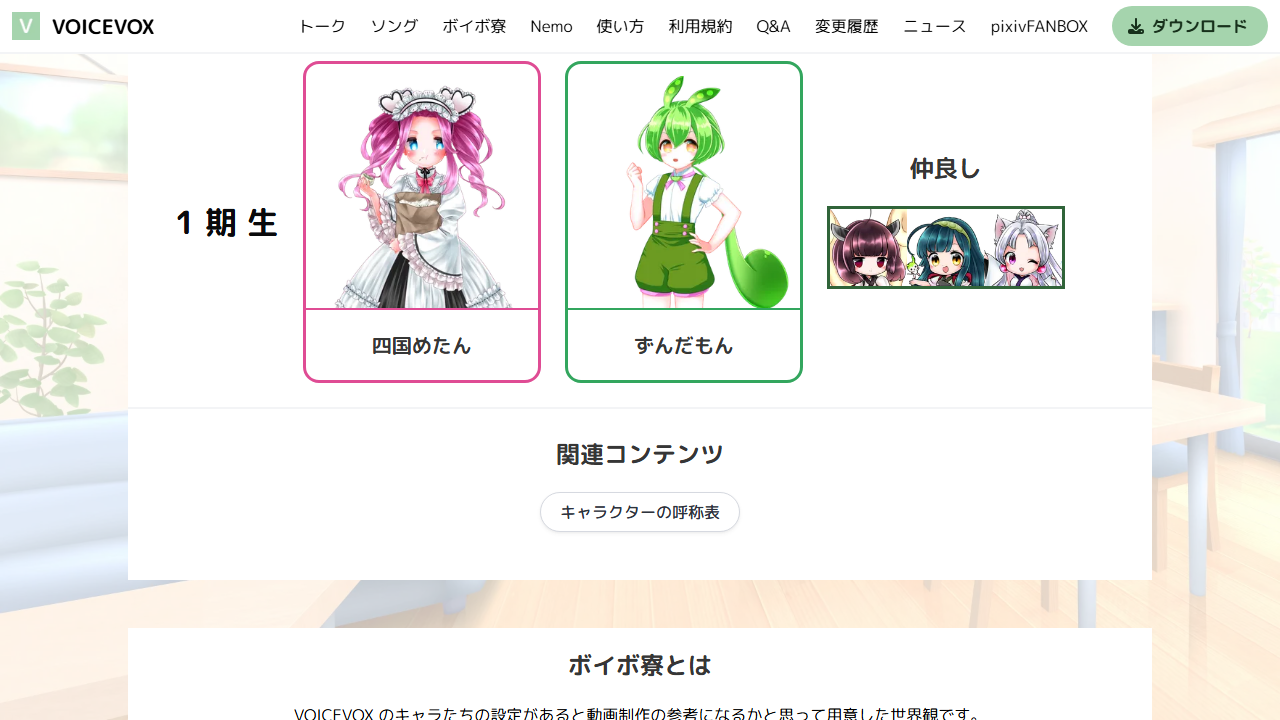 V VOICEVOX トーク ソング ボイボ寮 Nemo 使い方 利用規約 Q&A 変更履歴 ニュース pixivFANBOX ダウンロード
1 期 生
四国めたん
ずんだもん
仲良し
関連コンテンツ
キャラクターの呼称表
ボイボ寮とは
VOICEVOX のキャラたちの設定があると動画制作の参考になるかと思って用意した世界観です。